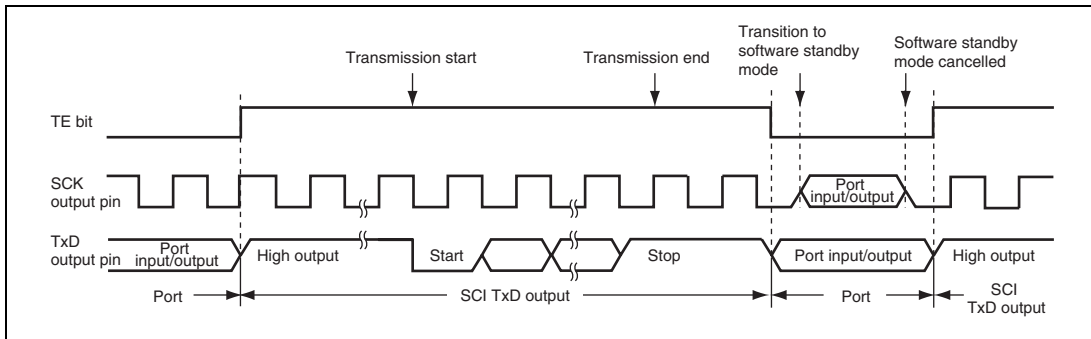 Transition to
software standby
mode
Software standby
mode cancelled
Transmission start
Transmission end
TE bit
SCK
output pin
Port
input/output
TxD
output pin
Port
input/output
High output
Start
Stop
Port input/output
High output
Port
SCI TxD output
Port
SCI
TxD output